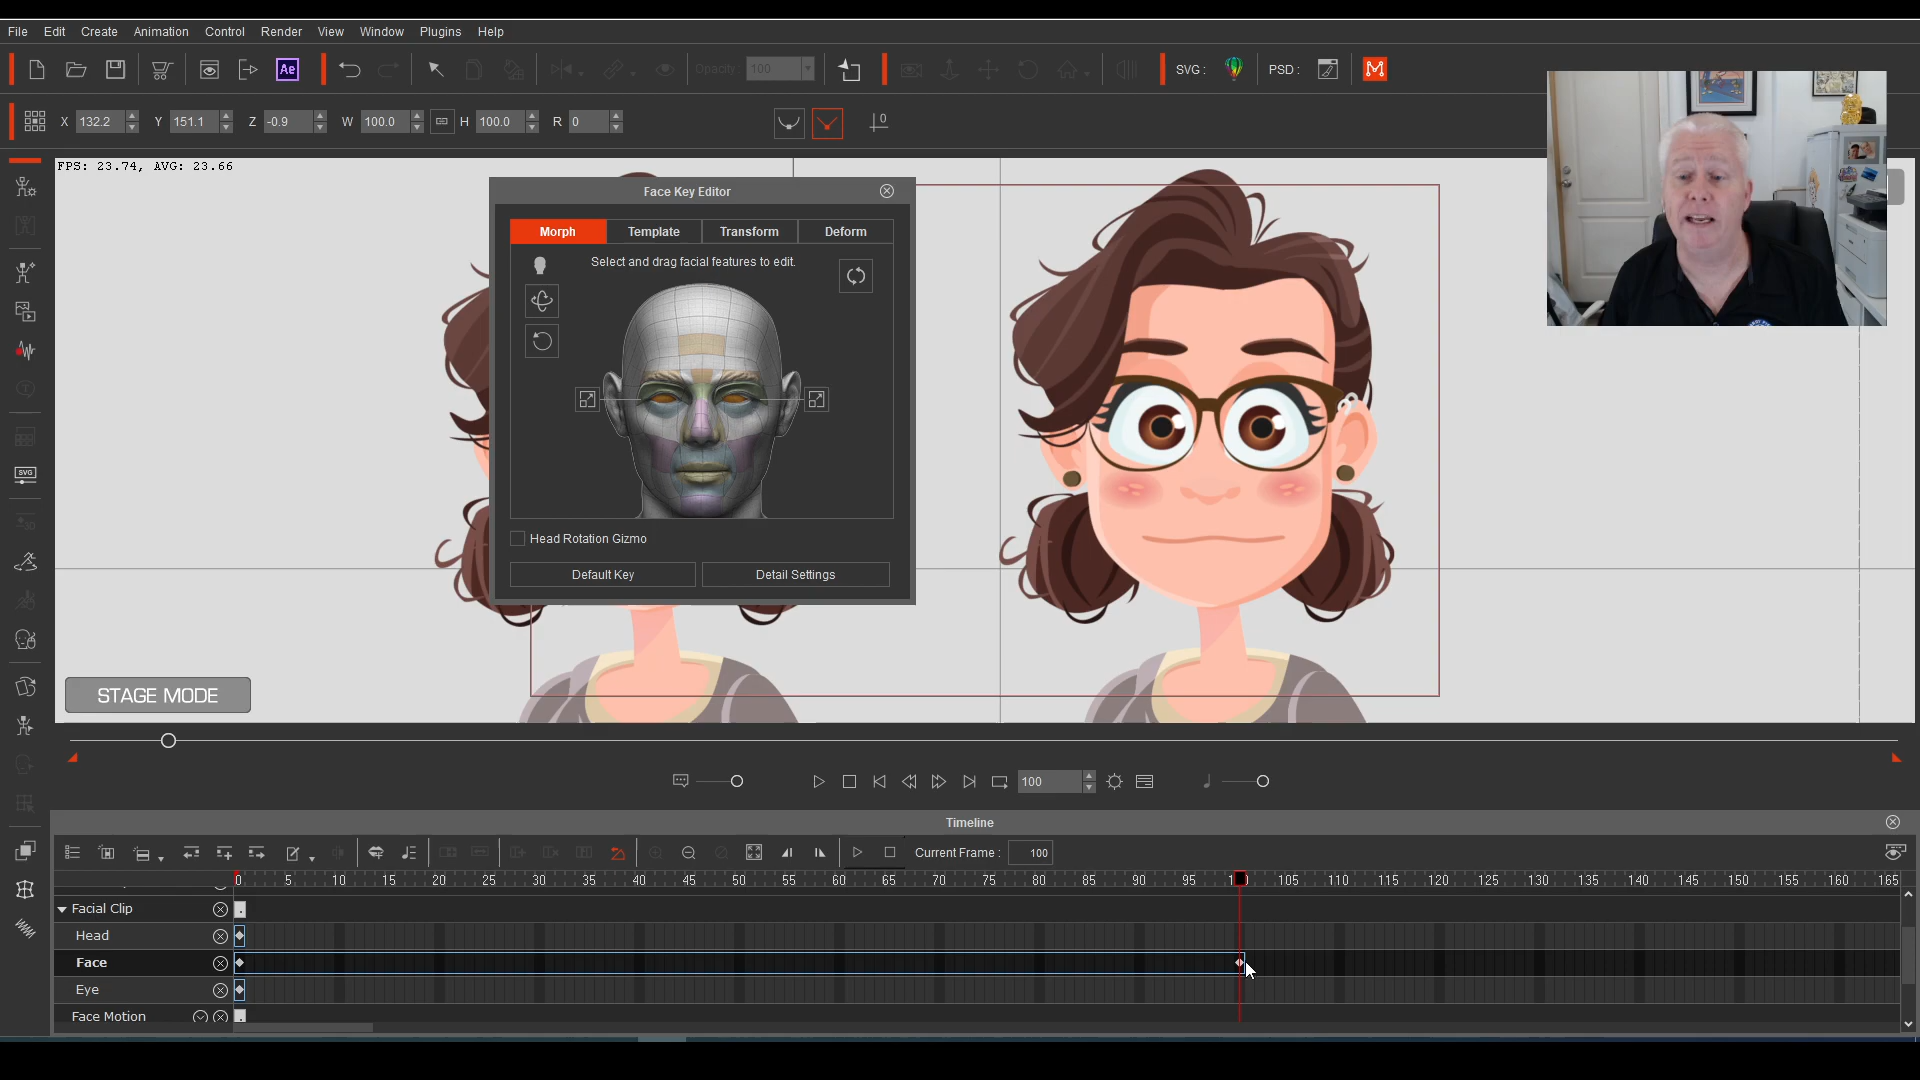 File Edit Create Animation Control Render View Window Plugins Help
Ae Opacity 100 SVG : PSD :
X 132.2 Y 151.1 Z -0.9 W 100.0 H 100.0 R 0 0
FPS: 23.74, AVG: 23.66
Face Key Editor
Morph Template Transform Deform
Select and drag facial features to edit.
Head Rotation Gizmo
Default Key Detail Settings
SVG
STAGE MODE
100
Timeline
Current Frame : 100
0 5 10 15 20 25 30 35 40 45 50 55 60 65 70 75 80 85 90 95 100 105 110 115 120 125 130 135 140 145 150 155 160 165
Facial Clip
Head
Face
Eye
Face Motion